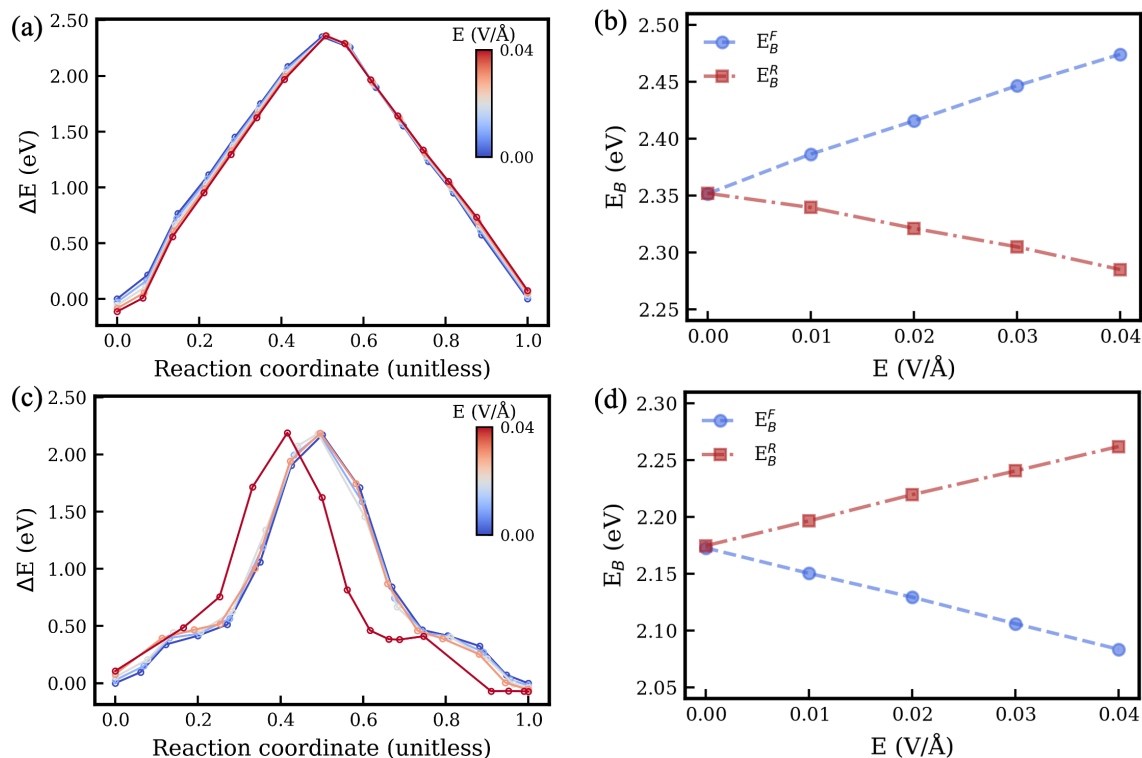 (a)
E (V/Å)
0.04
0.00
2.50
2.00
1.50
1.00
0.50
0.00
ΔE (eV)
0.0 0.2 0.4 0.6 0.8 1.0
Reaction coordinate (unitless)
(b)
E_B^F
E_B^R
2.50
2.45
2.40
2.35
2.30
2.25
E_B (eV)
0.00 0.01 0.02 0.03 0.04
E (V/Å)
(c)
E (V/Å)
0.04
0.00
2.50
2.00
1.50
1.00
0.50
0.00
ΔE (eV)
0.0 0.2 0.4 0.6 0.8 1.0
Reaction coordinate (unitless)
(d)
E_B^F
E_B^R
2.30
2.25
2.20
2.15
2.10
2.05
E_B (eV)
0.00 0.01 0.02 0.03 0.04
E (V/Å)